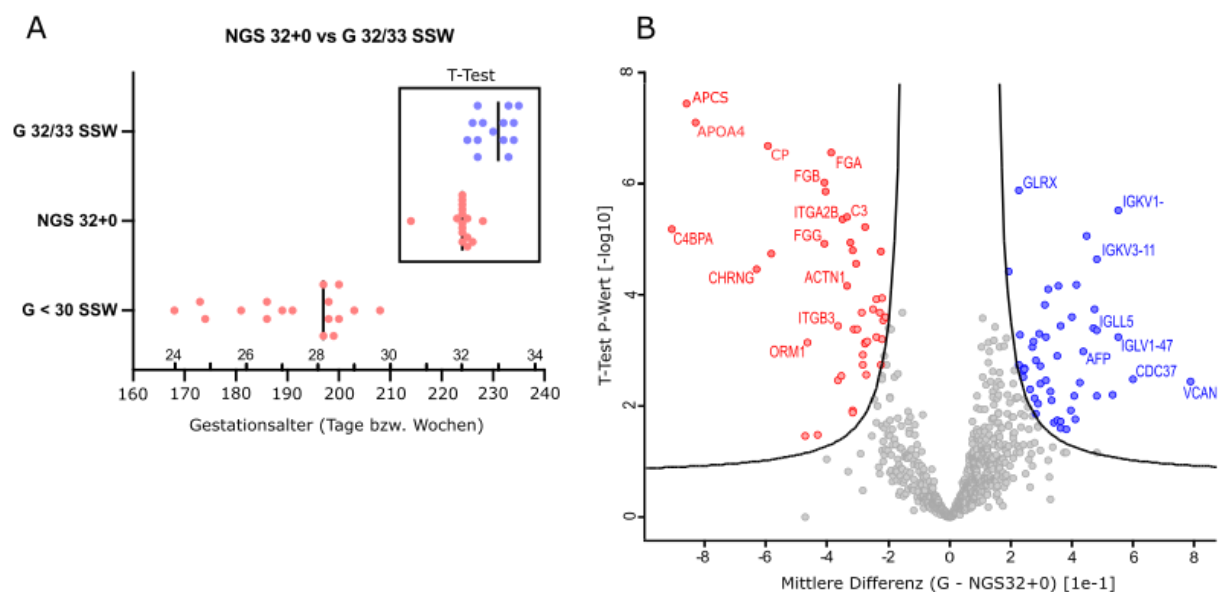 A
NGS 32+0 vs G 32/33 SSW
T-Test
G 32/33 SSW
NGS 32+0
G < 30 SSW
24 26 28 30 32 34
160 170 180 190 200 210 220 230 240
Gestationsalter (Tage bzw. Wochen)
B
T-Test P-Wert [-log10]
8
6
4
2
0
APCS
APOA4
CP
FGA
FGB
GLRX
ITGA2B
C3
IGKV1-
C4BPA
FGG
IGKV3-11
CHRNG
ACTN1
ITGB3
IGLL5
ORM1
IGLV1-47
AFP
CDC37
VCAN
-8 -6 -4 -2 0 2 4 6 8
Mittlere Differenz (G - NGS32+0) [1e-1]